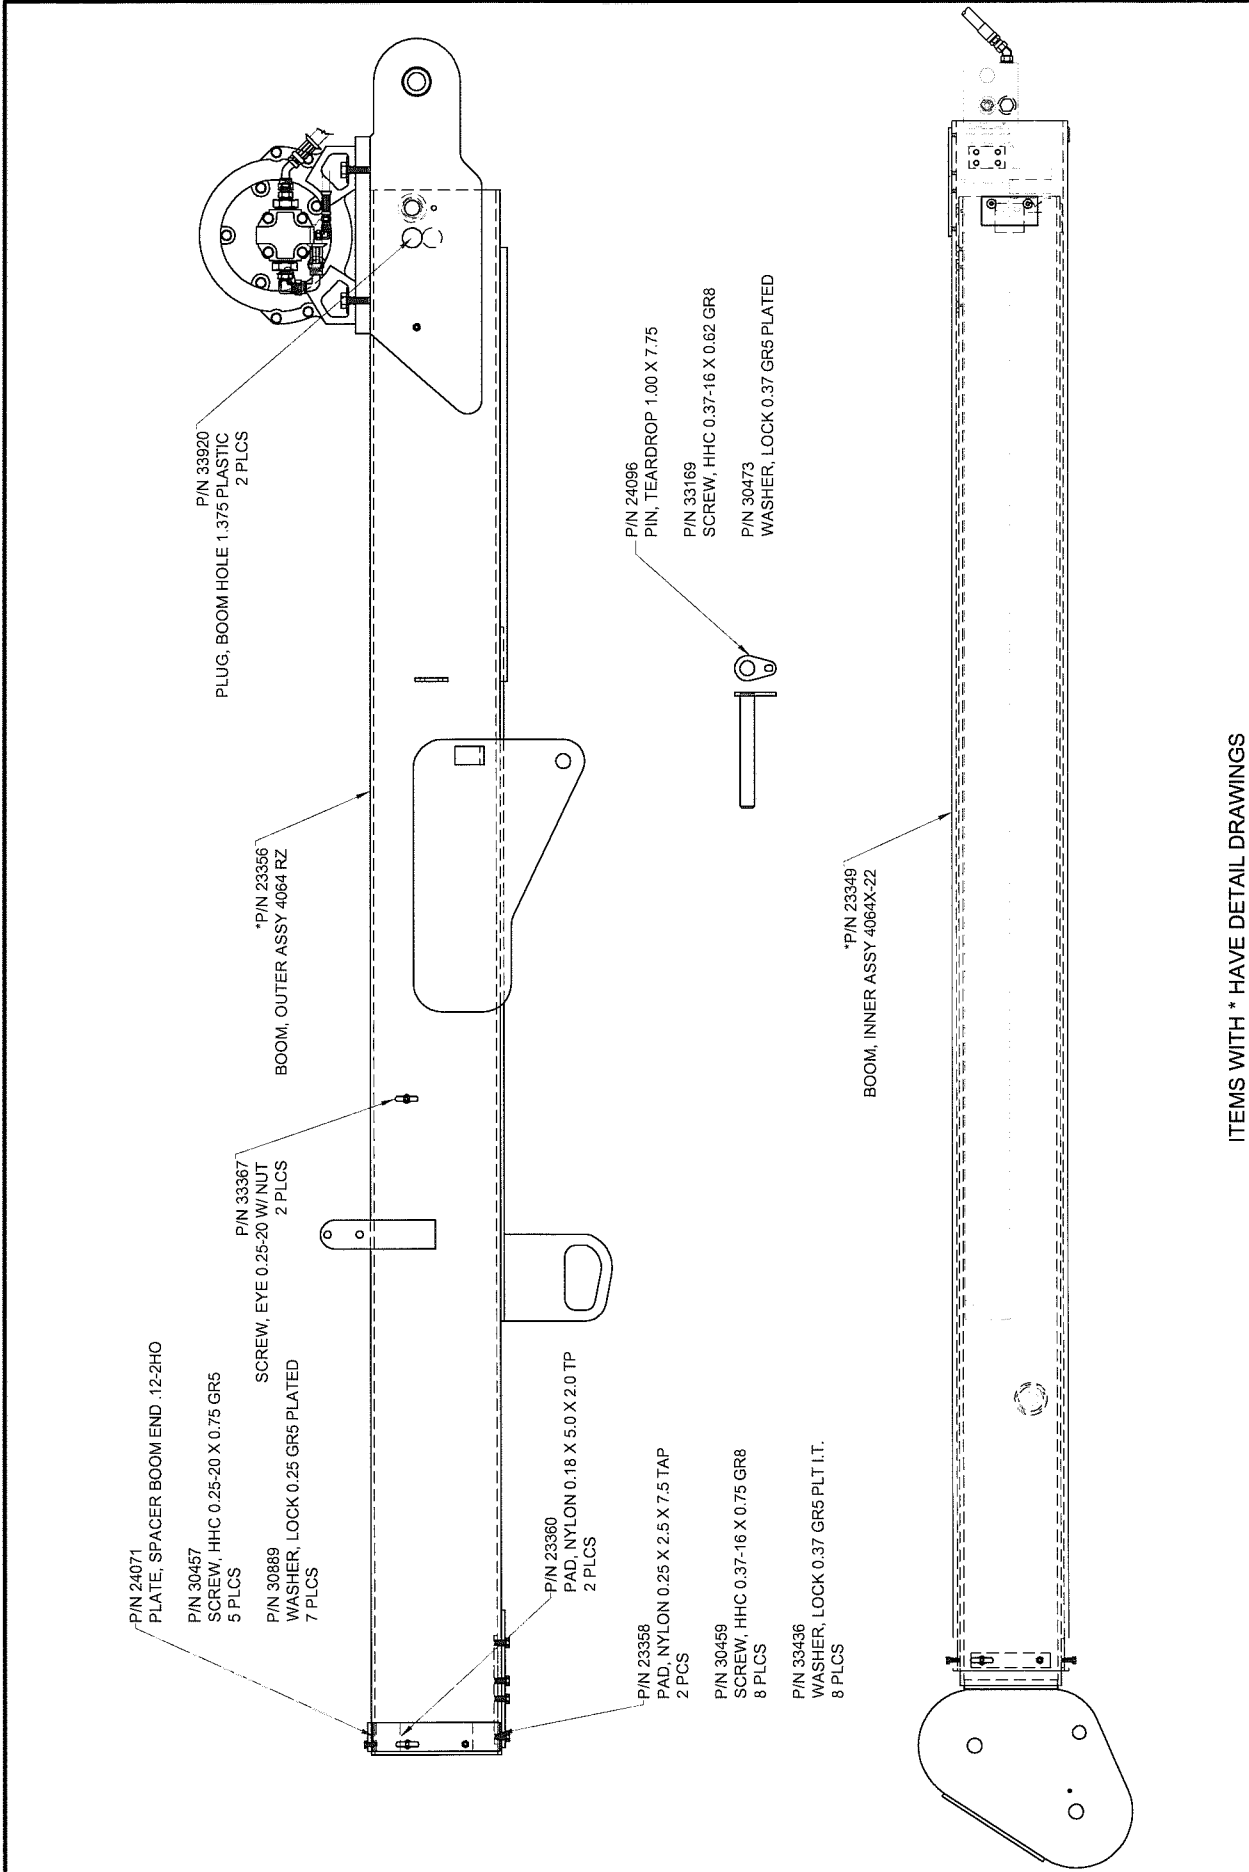 P/N 24071
PLATE, SPACER BOOM END .12-2HO
P/N 30457
SCREW, HHC 0.25-20 X 0.75 GR5
5 PLCS
P/N 30889
WASHER, LOCK 0.25 GR5 PLATED
7 PLCS
P/N 33367
SCREW, EYE 0.25-20 W/ NUT
2 PLCS
*P/N 23356
BOOM, OUTER ASSY 4064 RZ
P/N 33920
PLUG, BOOM HOLE 1.375 PLASTIC
2 PLCS
P/N 23360
PAD, NYLON 0.18 X 5.0 X 2.0 TP
2 PLCS
P/N 23358
PAD, NYLON 0.25 X 2.5 X 7.5 TAP
2 PCS
P/N 30459
SCREW, HHC 0.37-16 X 0.75 GR8
8 PLCS
P/N 33436
WASHER, LOCK 0.37 GR5 PLT I.T.
8 PLCS
P/N 24096
PIN, TEARDROP 1.00 X 7.75
P/N 33169
SCREW, HHC 0.37-16 X 0.62 GR8
P/N 30473
WASHER, LOCK 0.37 GR5 PLATED
*P/N 23349
BOOM, INNER ASSY 4064X-22
ITEMS WITH * HAVE DETAIL DRAWINGS